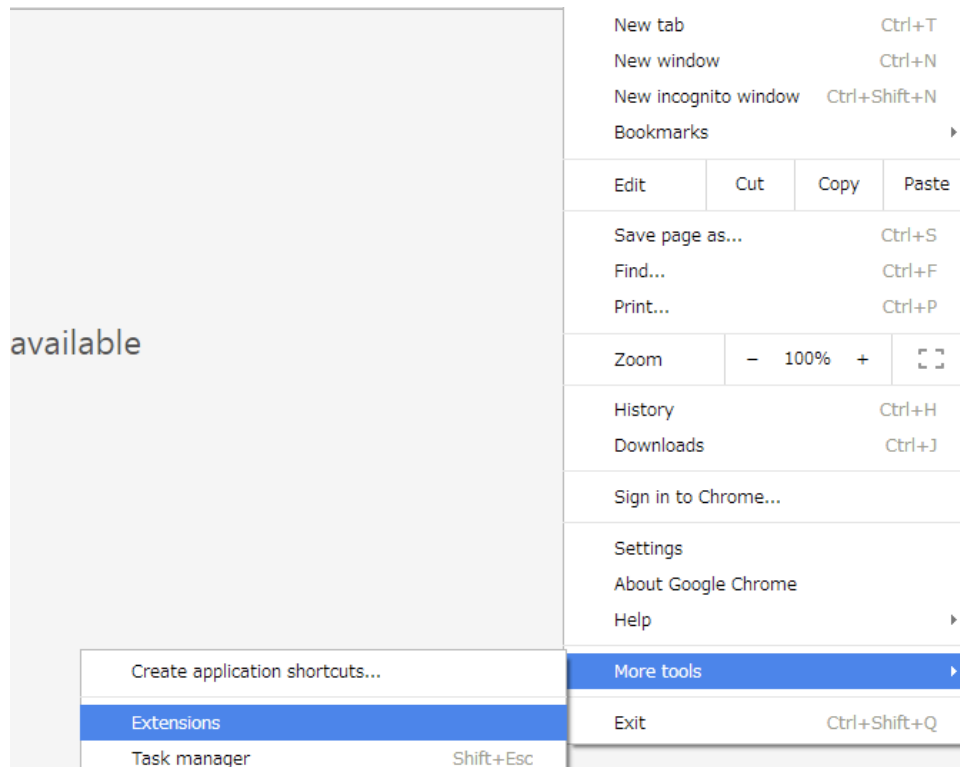 New tab Ctrl+T
New window Ctrl+N
New incognito window Ctrl+Shift+N
Bookmarks
Edit Cut Copy Paste
Save page as... Ctrl+S
Find... Ctrl+F
Print... Ctrl+P
available
Zoom − 100% +
History Ctrl+H
Downloads Ctrl+J
Sign in to Chrome...
Settings
About Google Chrome
Help
More tools
Exit Ctrl+Shift+Q
Create application shortcuts...
Extensions
Task manager Shift+Esc